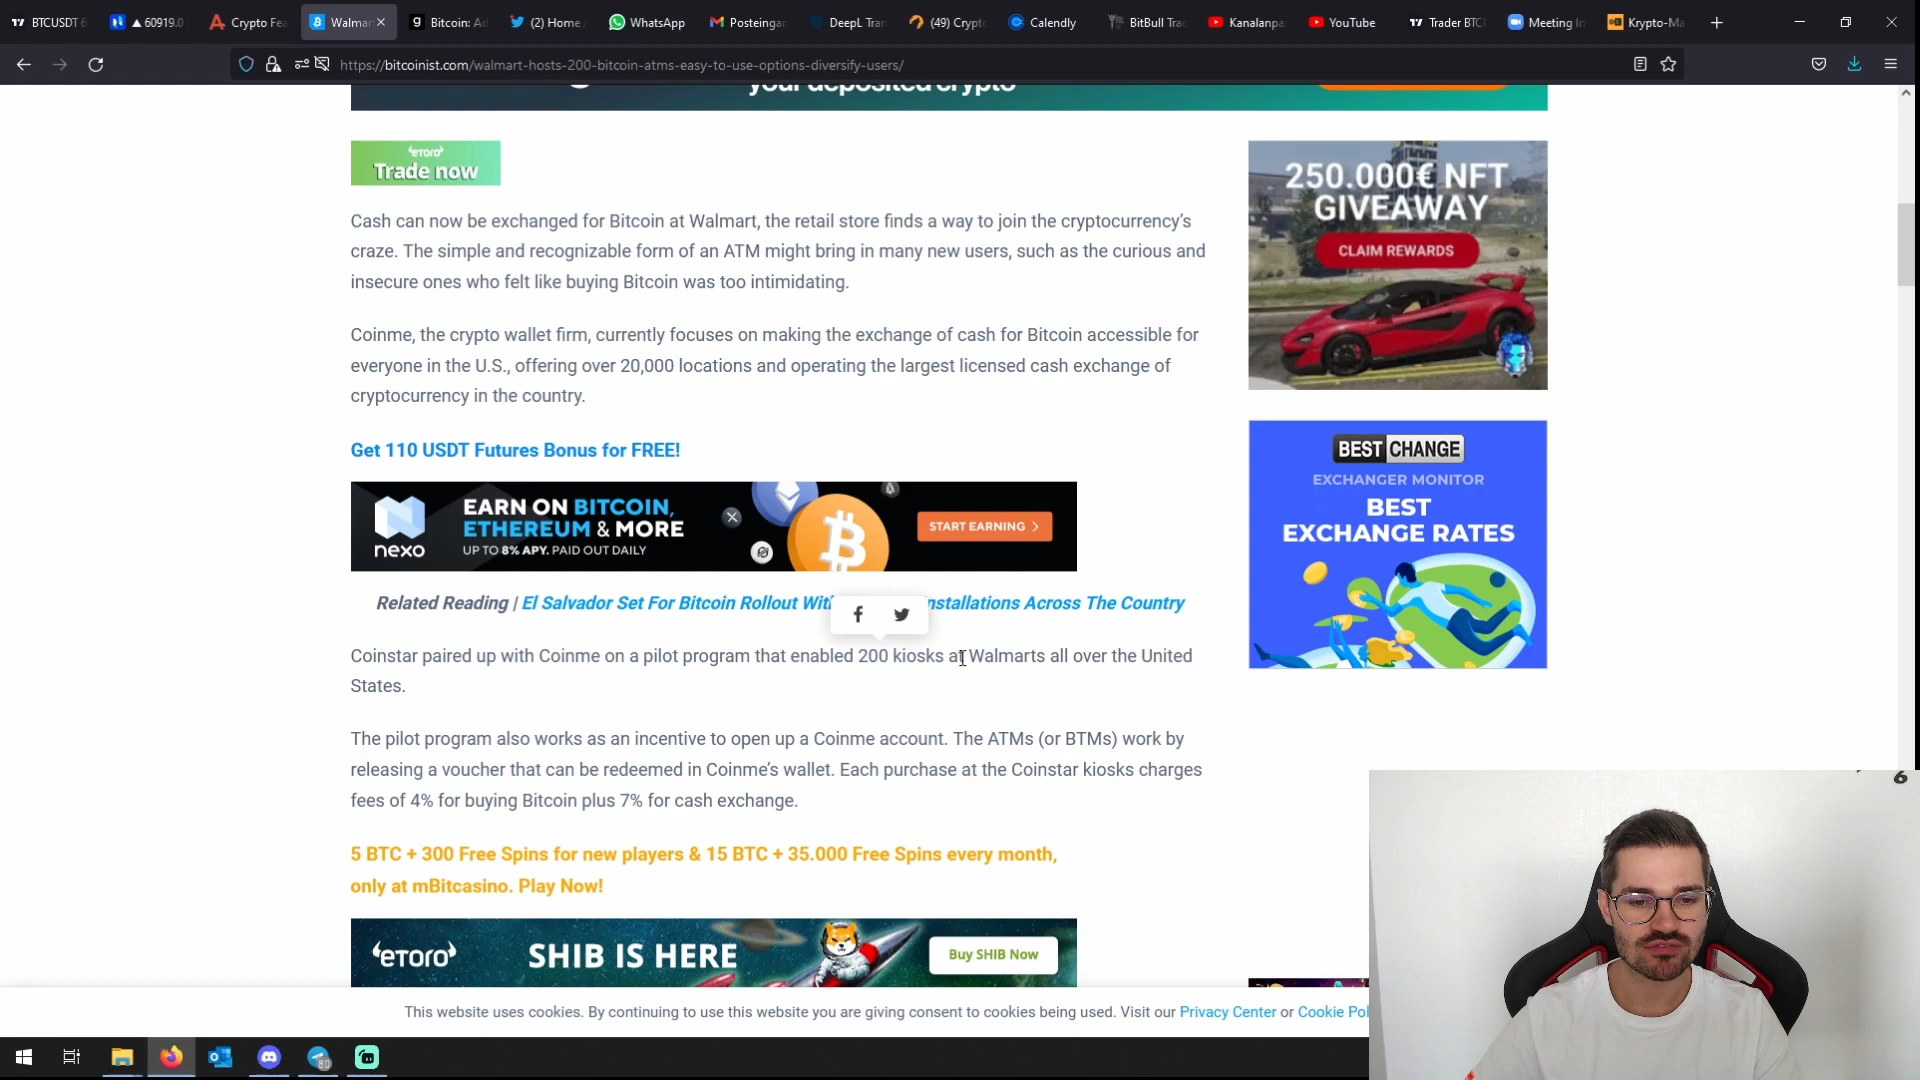 BTCUSDT 6
▲ 60919.0
Crypto Fea
Walmar
Bitcoin: Ad
(2) Home /
WhatsApp
Posteingan
DeepL Tran
(49) Crypto
Calendly
BitBull Trad
Kanalanpas
YouTube
Trader BTC
Meeting In
Krypto-Ma
https://bitcoinist.com/walmart-hosts-200-bitcoin-atms-easy-to-use-options-diversify-users/
your deposited crypto
eToro
Trade now
250.000€ NFT
GIVEAWAY
CLAIM REWARDS
Cash can now be exchanged for Bitcoin at Walmart, the retail store finds a way to join the cryptocurrency's
craze. The simple and recognizable form of an ATM might bring in many new users, such as the curious and
insecure ones who felt like buying Bitcoin was too intimidating.
Coinme, the crypto wallet firm, currently focuses on making the exchange of cash for Bitcoin accessible for
everyone in the U.S., offering over 20,000 locations and operating the largest licensed cash exchange of
cryptocurrency in the country.
Get 110 USDT Futures Bonus for FREE!
BEST CHANGE
EXCHANGER MONITOR
BEST
EXCHANGE RATES
nexo
EARN ON BITCOIN,
ETHEREUM & MORE
UP TO 8% APY. PAID OUT DAILY
START EARNING >
Related Reading | El Salvador Set For Bitcoin Rollout With nstallations Across The Country
Coinstar paired up with Coinme on a pilot program that enabled 200 kiosks at Walmarts all over the United
States.
The pilot program also works as an incentive to open up a Coinme account. The ATMs (or BTMs) work by
releasing a voucher that can be redeemed in Coinme's wallet. Each purchase at the Coinstar kiosks charges
fees of 4% for buying Bitcoin plus 7% for cash exchange.
5 BTC + 300 Free Spins for new players & 15 BTC + 35.000 Free Spins every month,
only at mBitcasino. Play Now!
eToro
SHIB IS HERE
Buy SHIB Now
This website uses cookies. By continuing to use this website you are giving consent to cookies being used. Visit our Privacy Center or Cookie Pol
80
6